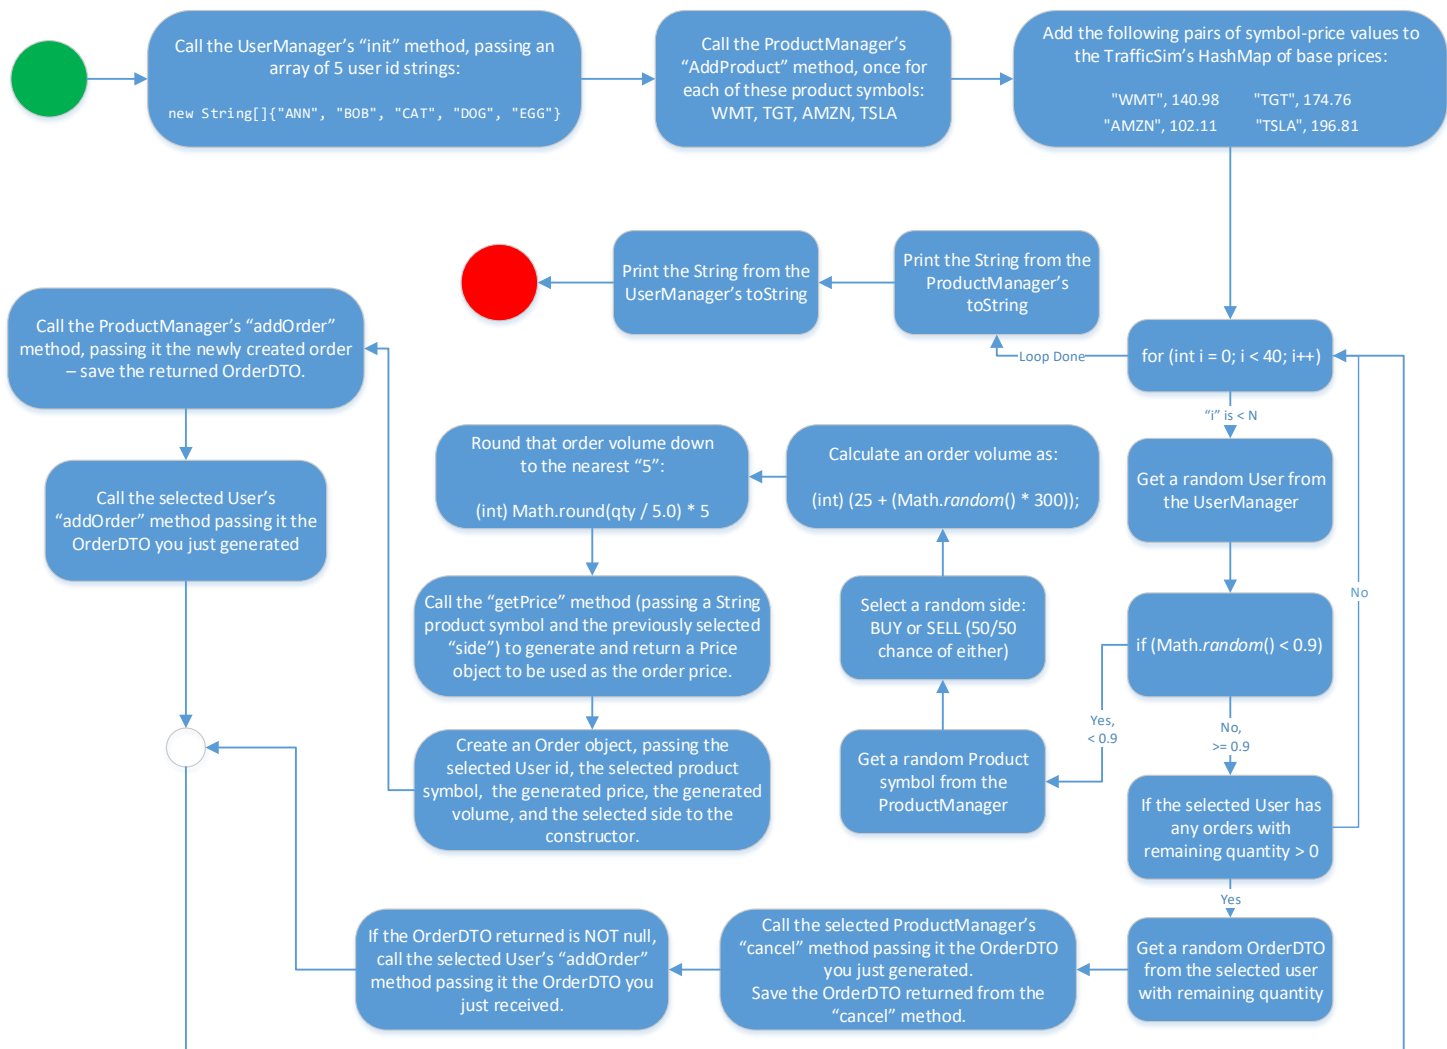 Call the UserManager’s “init” method, passing an
array of 5 user id strings:
new String[]{"ANN", "BOB", "CAT", "DOG", "EGG"}
Call the ProductManager’s
“AddProduct” method, once for
each of these product symbols:
WMT, TGT, AMZN, TSLA
Add the following pairs of symbol-price values to
the TrafficSim’s HashMap of base prices:
"WMT", 140.98 "TGT", 174.76
"AMZN", 102.11 "TSLA", 196.81
Print the String from the
UserManager’s toString
Print the String from the
ProductManager’s
toString
Loop Done
for (int i = 0; i < 40; i++)
“i” is < N
Get a random User from
the UserManager
if (Math.random() < 0.9)
Yes,
< 0.9
No,
>= 0.9
No
Get a random Product
symbol from the
ProductManager
Select a random side:
BUY or SELL (50/50
chance of either)
Calculate an order volume as:
(int) (25 + (Math.random() * 300));
Round that order volume down
to the nearest “5”:
(int) Math.round(qty / 5.0) * 5
Call the “getPrice” method (passing a String
product symbol and the previously selected
“side”) to generate and return a Price
object to be used as the order price.
Create an Order object, passing the
selected User id, the selected product
symbol, the generated price, the generated
volume, and the selected side to the
constructor.
Call the ProductManager’s “addOrder”
method, passing it the newly created order
– save the returned OrderDTO.
Call the selected User’s
“addOrder” method passing it the
OrderDTO you just generated
If the selected User has
any orders with
remaining quantity > 0
Yes
Get a random OrderDTO
from the selected user
with remaining quantity
Call the selected ProductManager’s
“cancel” method passing it the OrderDTO
you just generated.
Save the OrderDTO returned from the
“cancel” method.
If the OrderDTO returned is NOT null,
call the selected User’s “addOrder”
method passing it the OrderDTO you
just received.